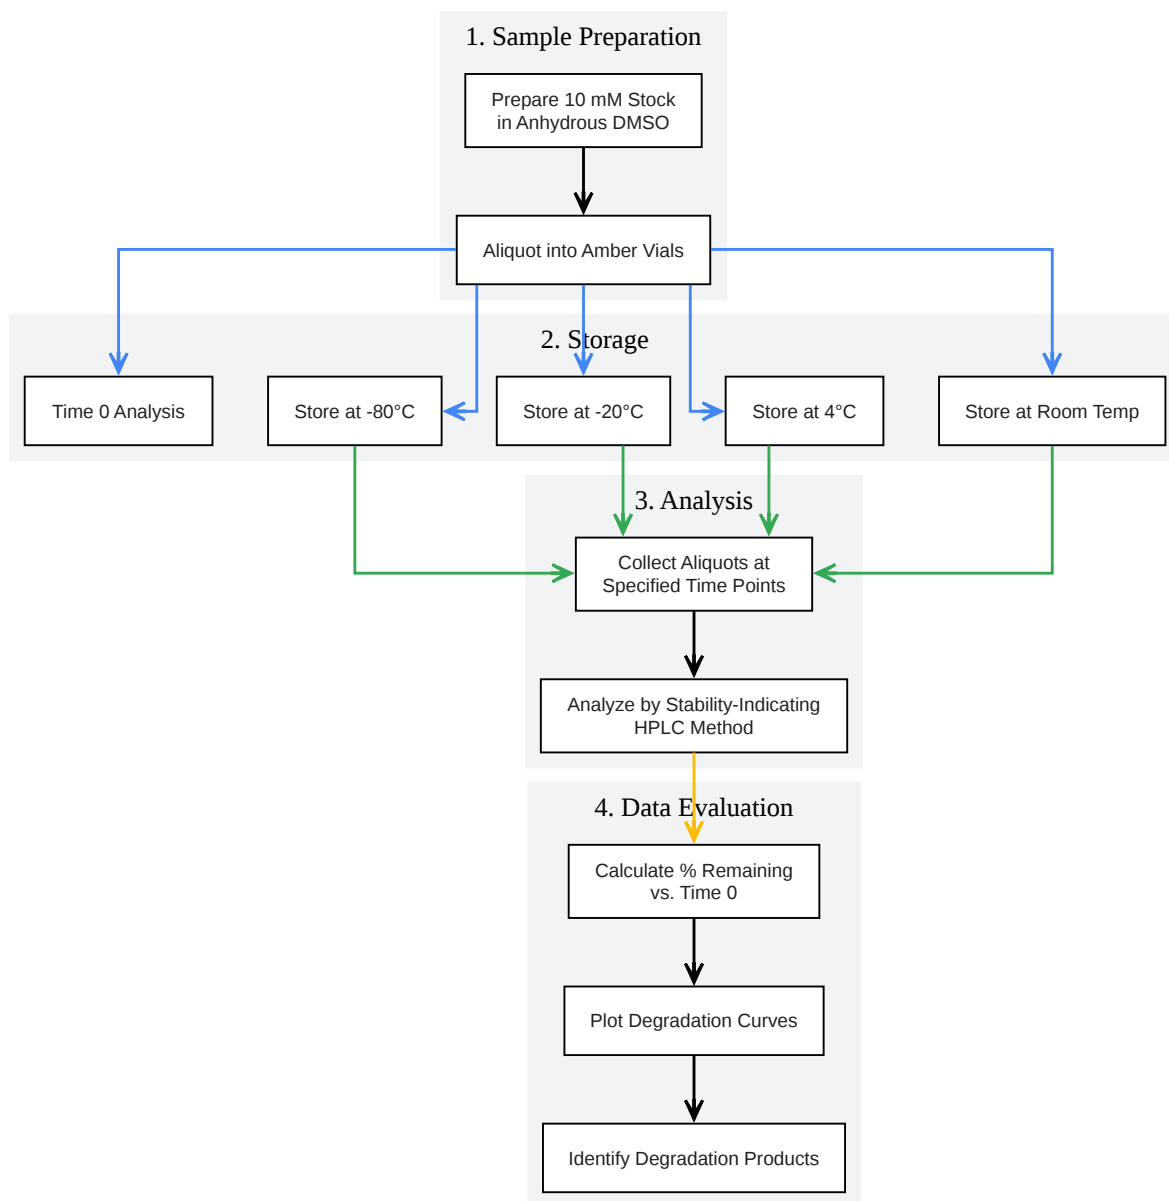 1. Sample Preparation
Prepare 10 mM Stock
in Anhydrous DMSO
Aliquot into Amber Vials
2. Storage
Time 0 Analysis
Store at -80°C
Store at -20°C
Store at 4°C
Store at Room Temp
3. Analysis
Collect Aliquots at
Specified Time Points
Analyze by Stability-Indicating
HPLC Method
4. Data Evaluation
Calculate % Remaining
vs. Time 0
Plot Degradation Curves
Identify Degradation Products